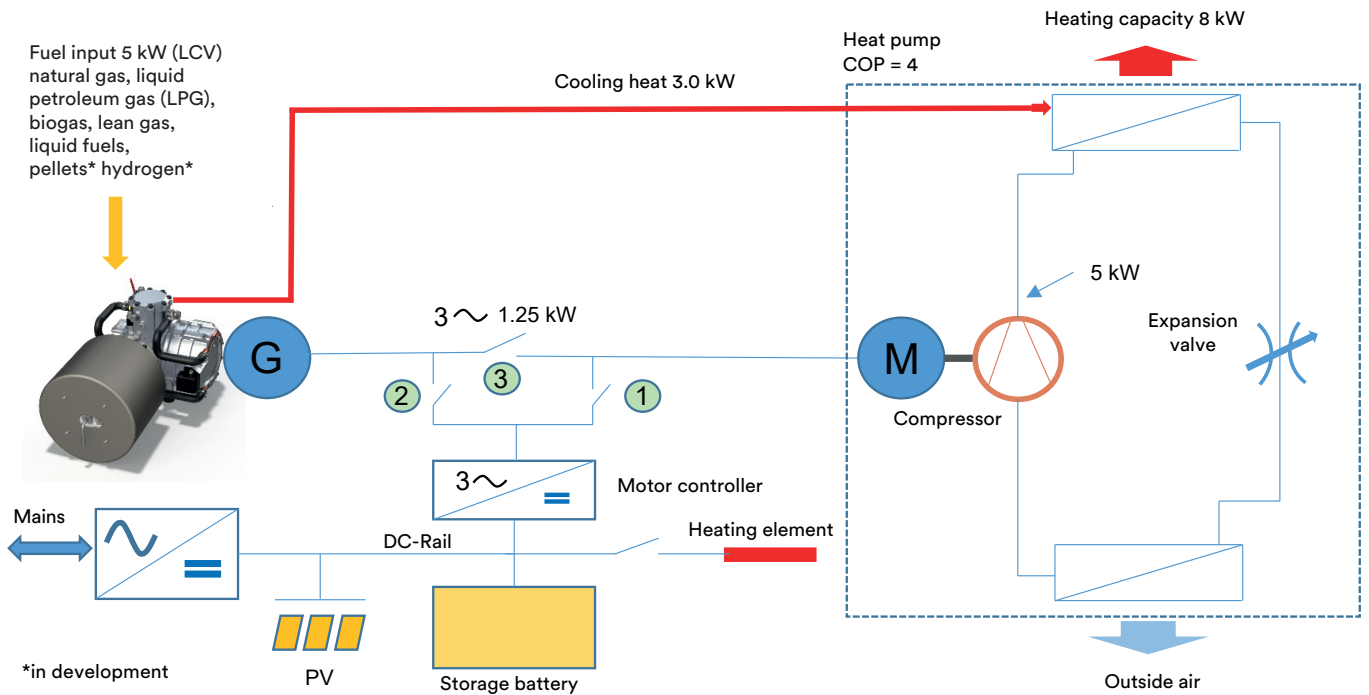 Fuel input 5 kW (LCV)
natural gas, liquid
petroleum gas (LPG),
biogas, lean gas,
liquid fuels,
pellets* hydrogen*
Cooling heat 3.0 kW
Heating capacity 8 kW
Heat pump
COP = 4
G
3 1.25 kW
2
3
1
M
Compressor
5 kW
Expansion
valve
3
Motor controller
Mains
DC-Rail
Heating element
PV
Storage battery
*in development
Outside air